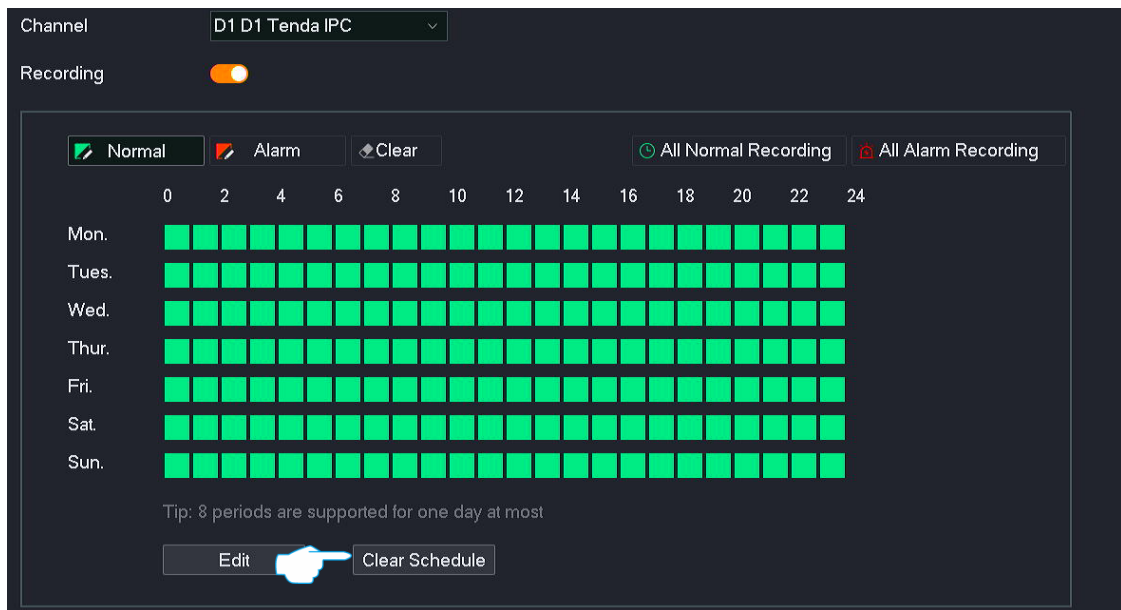 Channel D1 D1 Tenda IPC
Recording
Normal Alarm Clear All Normal Recording All Alarm Recording
0 2 4 6 8 10 12 14 16 18 20 22 24
Mon.
Tues.
Wed.
Thur.
Fri.
Sat.
Sun.
Tip: 8 periods are supported for one day at most
Edit Clear Schedule